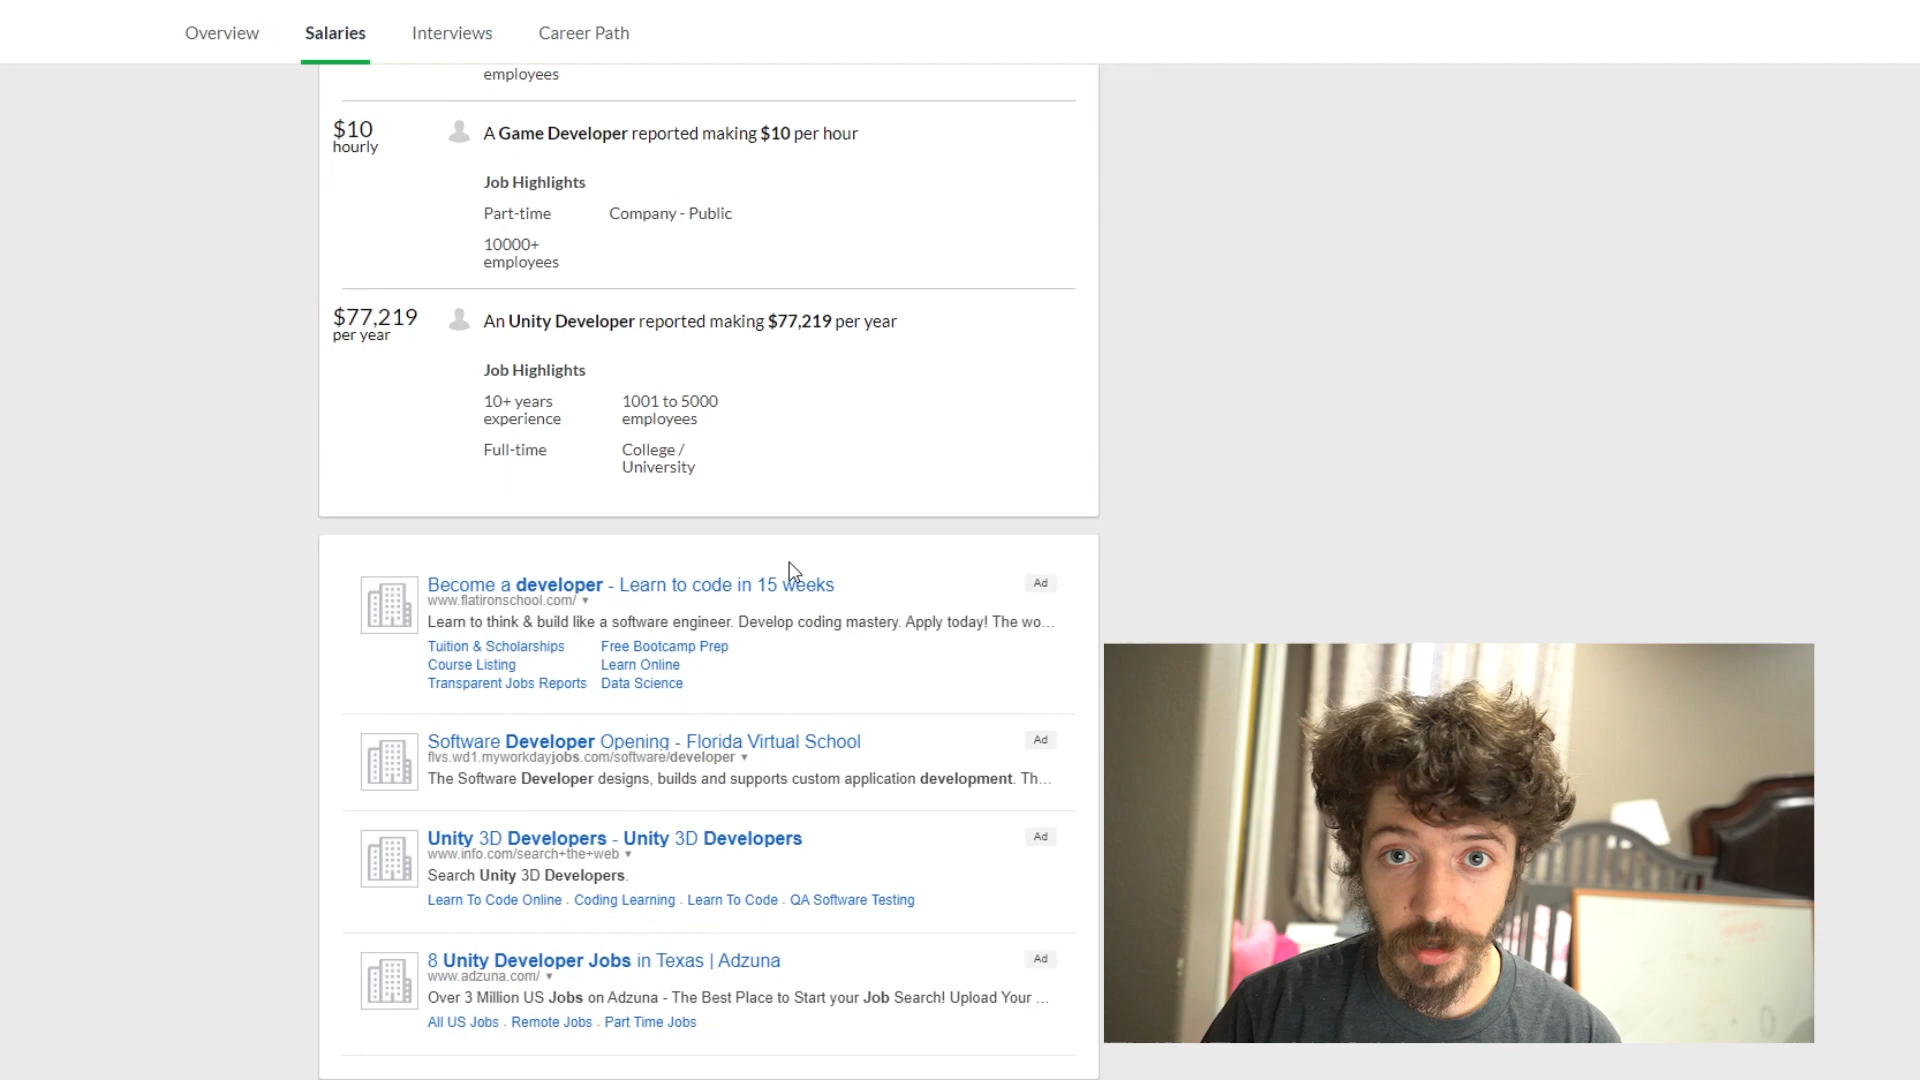 Overview Salaries Interviews Career Path
employees
$10
hourly
A Game Developer reported making $10 per hour
Job Highlights
Part-time Company - Public
10000+
employees
$77,219
per year
An Unity Developer reported making $77,219 per year
Job Highlights
10+ years
experience
1001 to 5000
employees
Full-time
College /
University
Become a developer - Learn to code in 15 weeks
Ad
www.flatironschool.com/
Learn to think & build like a software engineer. Develop coding mastery. Apply today! The wo...
Tuition & Scholarships Free Bootcamp Prep
Course Listing Learn Online
Transparent Jobs Reports Data Science
Software Developer Opening - Florida Virtual School
Ad
flvs.wd1.myworkdayjobs.com/software/developer
The Software Developer designs, builds and supports custom application development. Th...
Unity 3D Developers - Unity 3D Developers
Ad
www.info.com/search+the+web
Search Unity 3D Developers.
Learn To Code Online . Coding Learning . Learn To Code . QA Software Testing
8 Unity Developer Jobs in Texas | Adzuna
Ad
www.adzuna.com/
Over 3 Million US Jobs on Adzuna - The Best Place to Start your Job Search! Upload Your ...
All US Jobs . Remote Jobs . Part Time Jobs